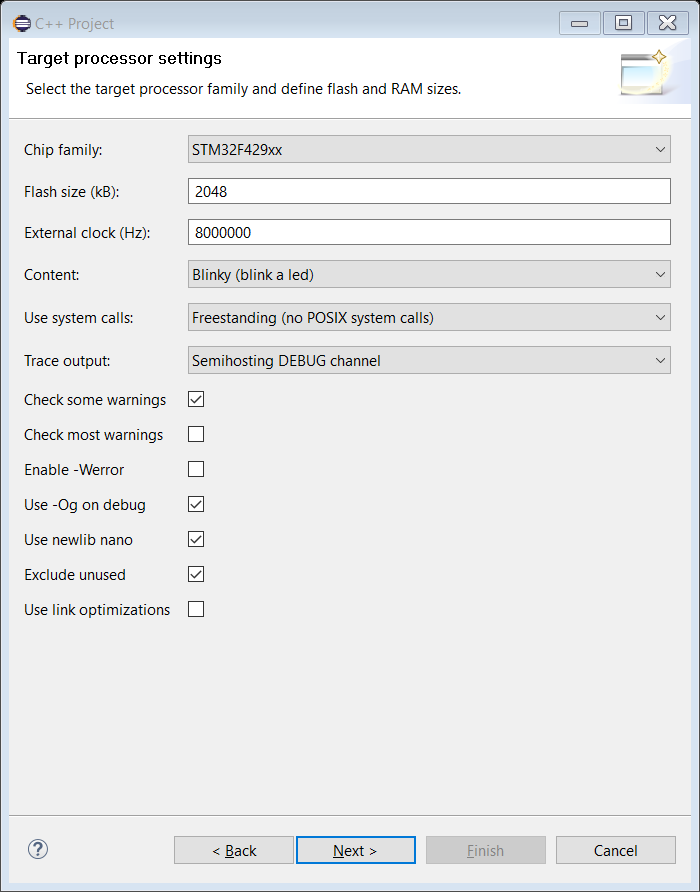 C++ Project
Target processor settings
Select the target processor family and define flash and RAM sizes.
Chip family: STM32F429xx
Flash size (kB): 2048
External clock (Hz): 8000000
Content: Blinky (blink a led)
Use system calls: Freestanding (no POSIX system calls)
Trace output: Semihosting DEBUG channel
Check some warnings
Check most warnings
Enable -Werror
Use -Og on debug
Use newlib nano
Exclude unused
Use link optimizations
? < Back Next > Finish Cancel